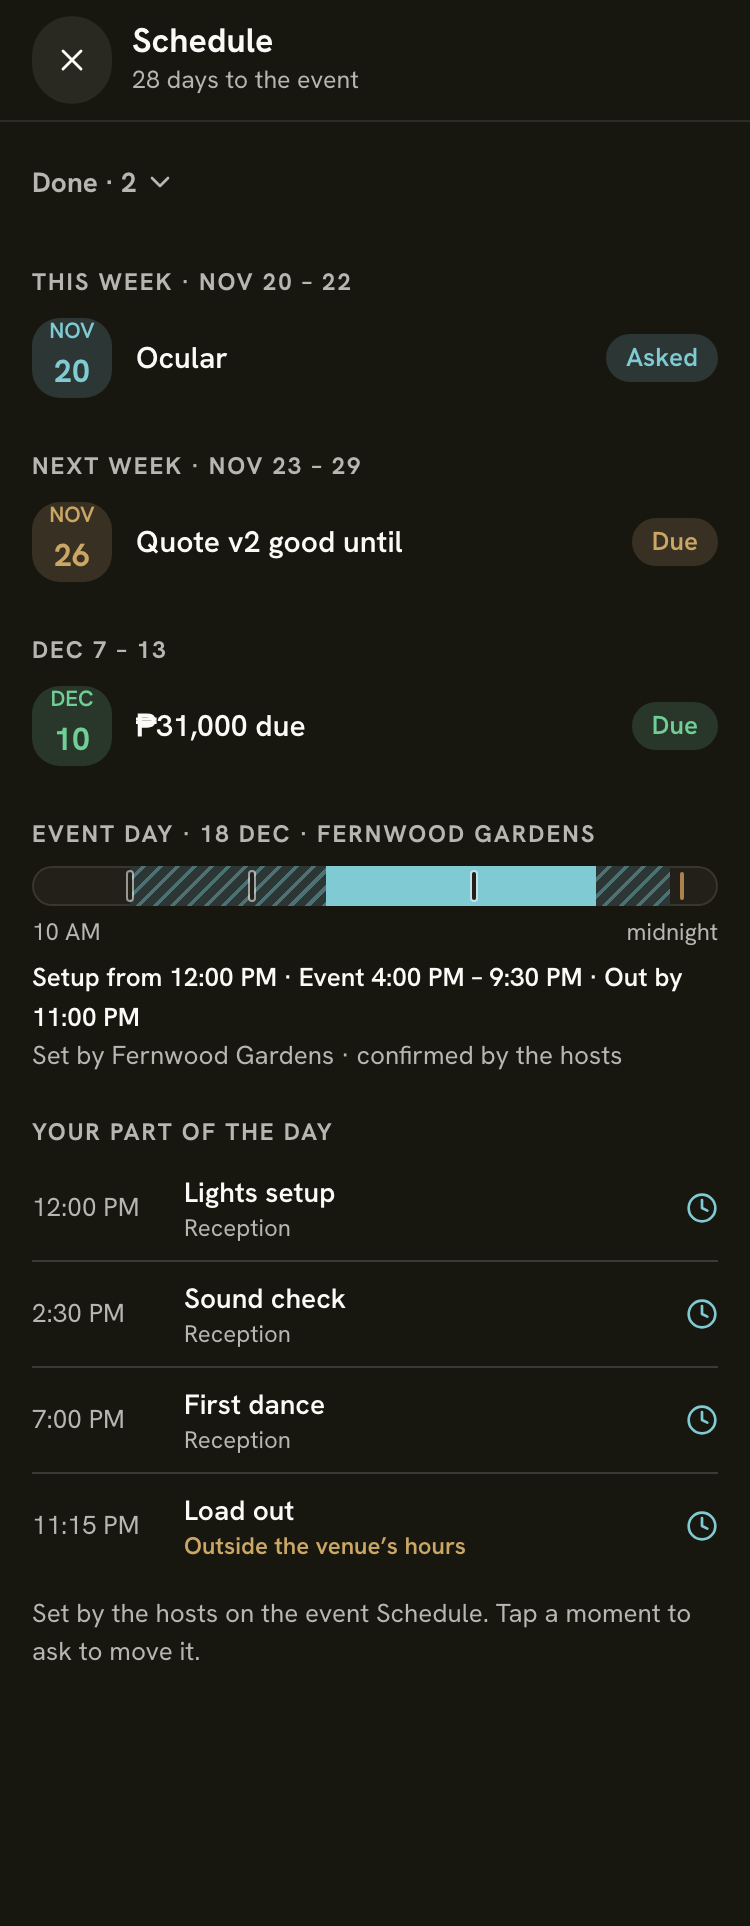 Schedule
28 days to the event
Done · 2
THIS WEEK · NOV 20 – 22
NOV
20
Ocular
Asked
NEXT WEEK · NOV 23 – 29
NOV
26
Quote v2 good until
Due
DEC 7 – 13
DEC
10
₱31,000 due
Due
EVENT DAY · 18 DEC · FERNWOOD GARDENS
10 AM
midnight
Setup from 12:00 PM · Event 4:00 PM – 9:30 PM · Out by
11:00 PM
Set by Fernwood Gardens · confirmed by the hosts
YOUR PART OF THE DAY
12:00 PM
Lights setup
Reception
2:30 PM
Sound check
Reception
7:00 PM
First dance
Reception
11:15 PM
Load out
Outside the venue’s hours
Set by the hosts on the event Schedule. Tap a moment to
ask to move it.